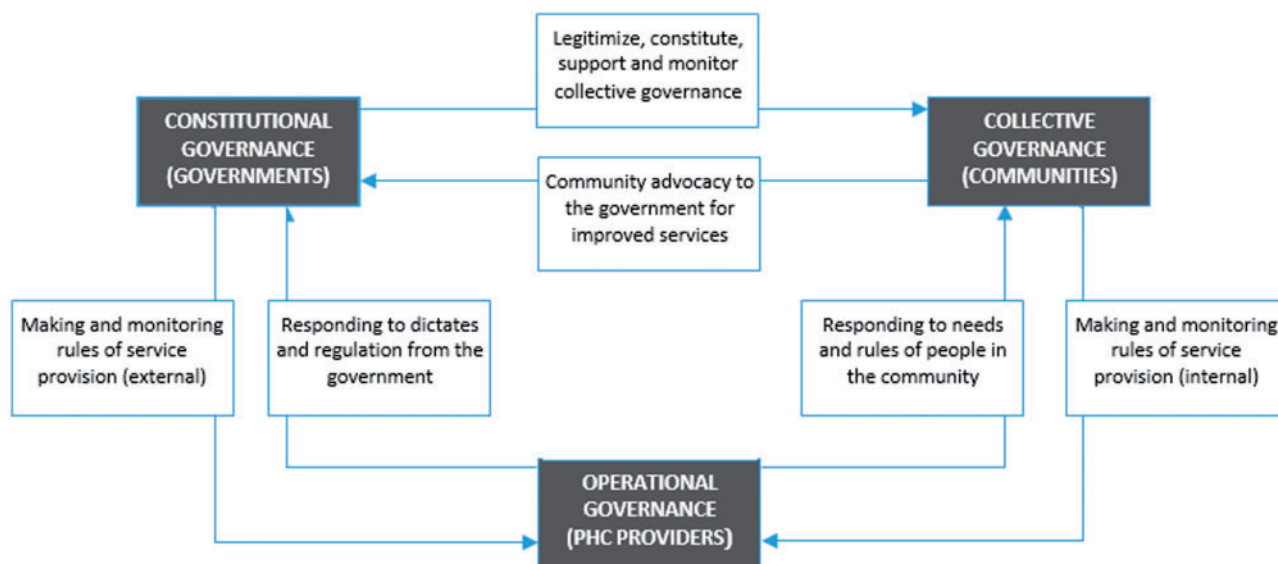 Legitimize, constitute,
support and monitor
collective governance
CONSTITUTIONAL
GOVERNANCE
(GOVERNMENTS)
COLLECTIVE
GOVERNANCE
(COMMUNITIES)
Community advocacy to
the government for
improved services
Making and monitoring
rules of service
provision (external)
Responding to dictates
and regulation from the
government
Responding to needs
and rules of people in
the community
Making and monitoring
rules of service
provision (internal)
OPERATIONAL
GOVERNANCE
(PHC PROVIDERS)